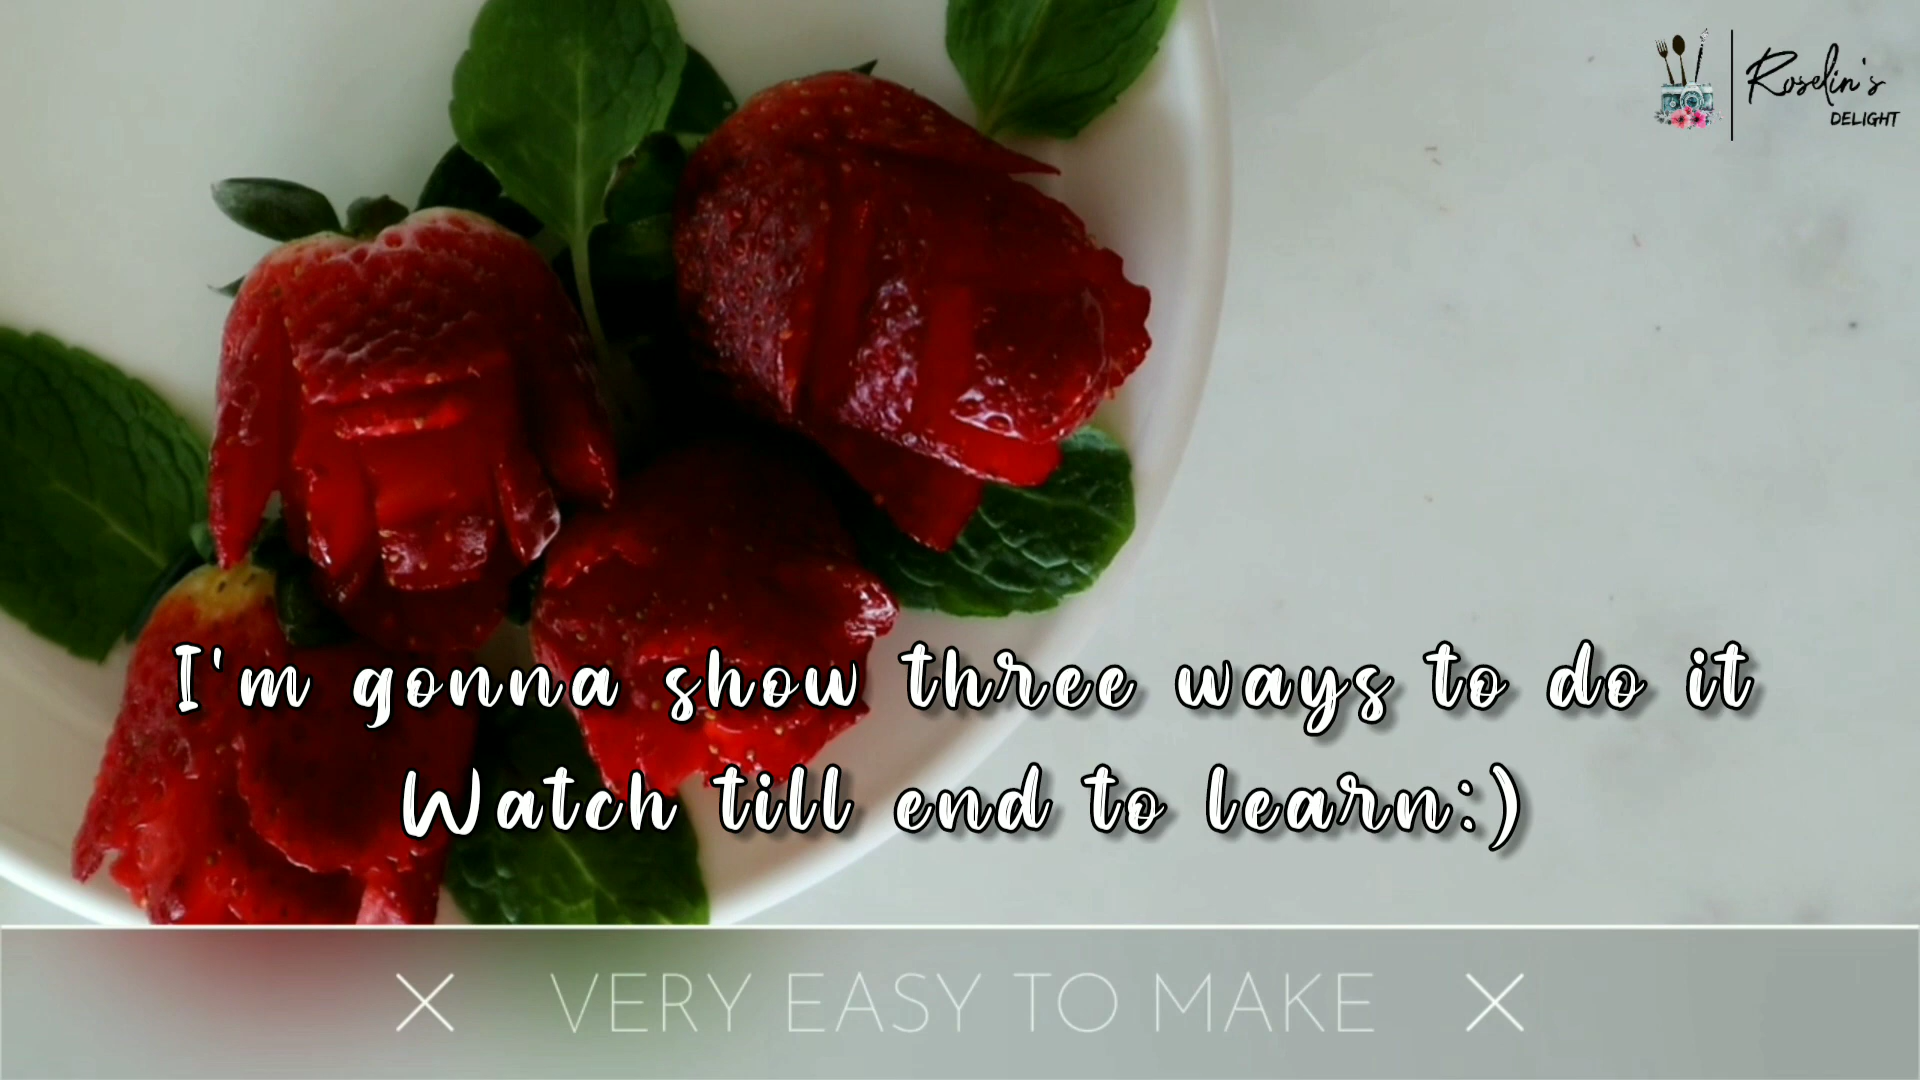 Roselin's
DELIGHT
I'm gonna show three ways to do it
Watch till end to learn:)
× VERY EASY TO MAKE ×